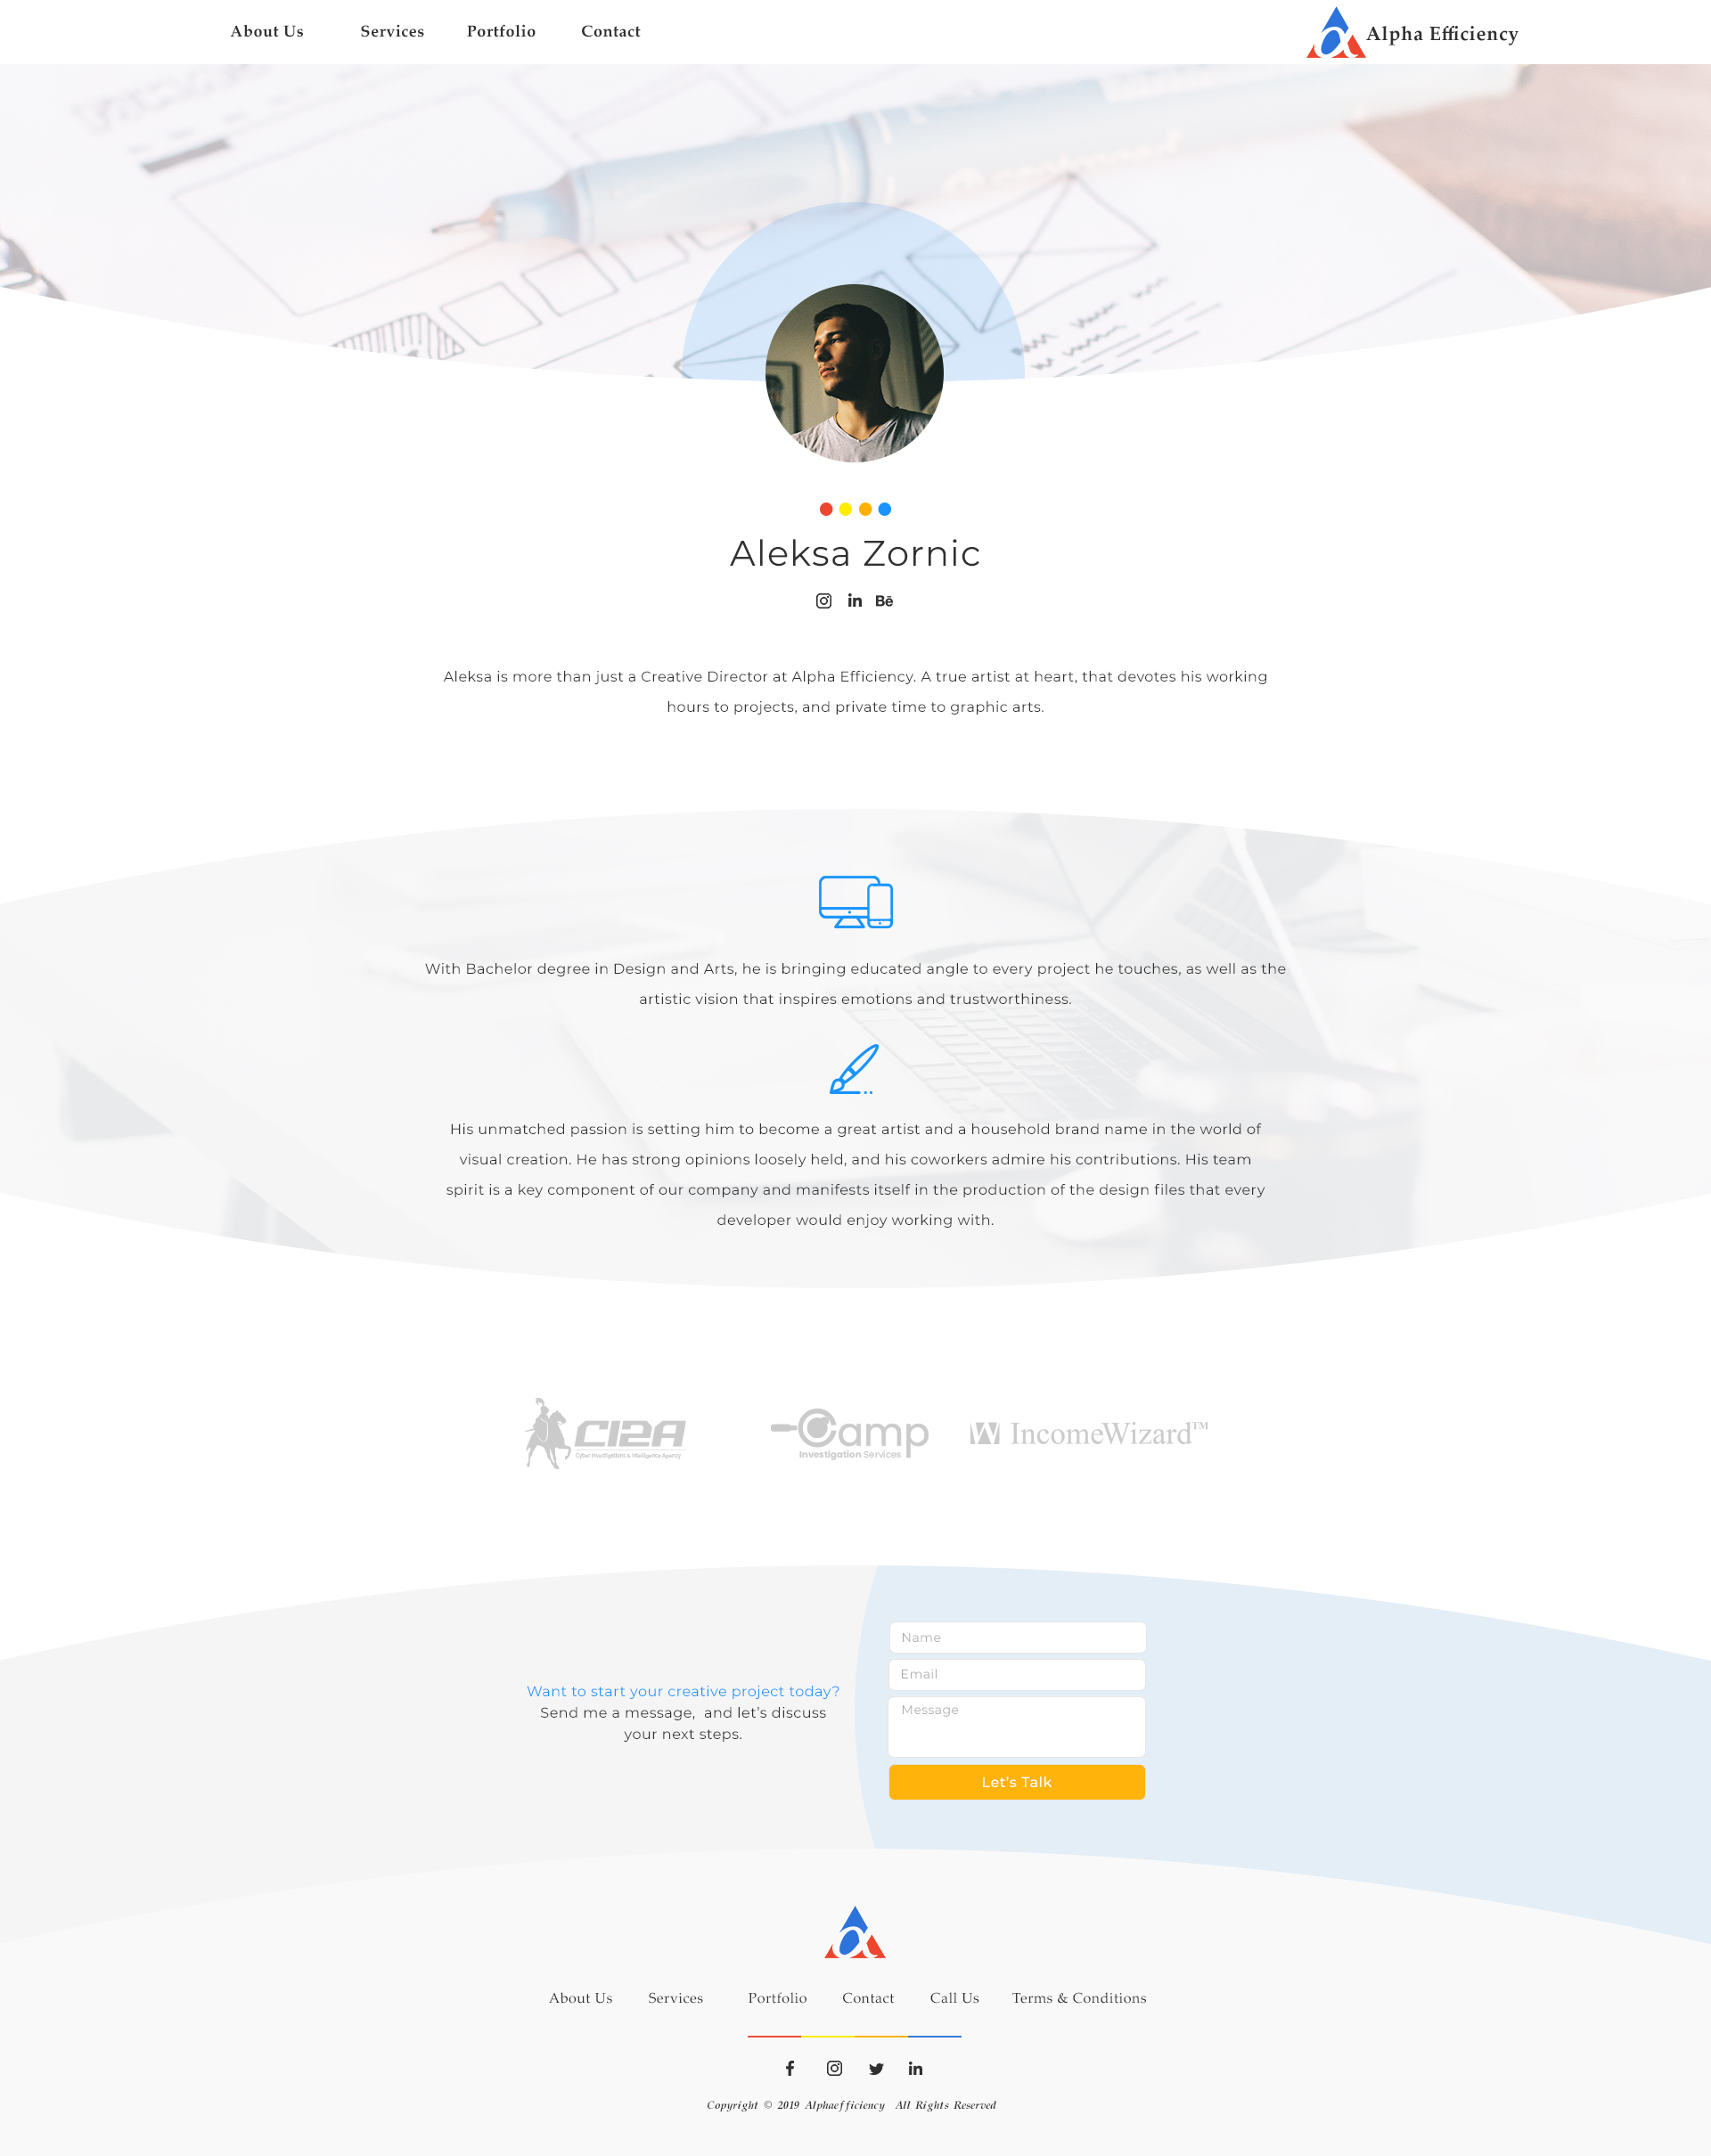 About Us Services Portfolio Contact Alpha Efficiency
Aleksa Zornic
Bē
Aleksa is more than just a Creative Director at Alpha Efficiency. A true artist at heart, that devotes his working
hours to projects, and private time to graphic arts.
With Bachelor degree in Design and Arts, he is bringing educated angle to every project he touches, as well as the
artistic vision that inspires emotions and trustworthiness.
His unmatched passion is setting him to become a great artist and a household brand name in the world of
visual creation. He has strong opinions loosely held, and his coworkers admire his contributions. His team
spirit is a key component of our company and manifests itself in the production of the design files that every
developer would enjoy working with.
CI2A Camp W IncomeWizard™
Cyber Investigations & Intelligence Agency Investigation Services
Name
Email
Want to start your creative project today?
Send me a message, and let's discuss
your next steps.
Message
Let's Talk
About Us Services Portfolio Contact Call Us Terms & Conditions
Copyright © 2019 Alphaefficiency All Rights Reserved